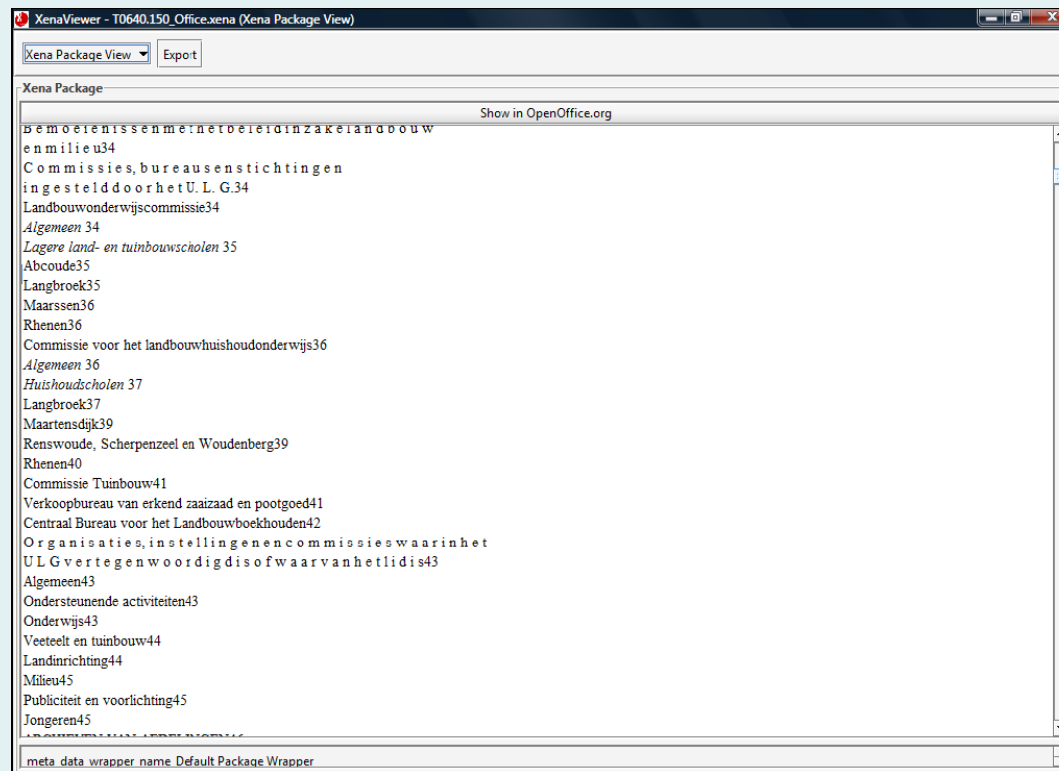 XenaViewer - T0640.150_Office.xena (Xena Package View)
Xena Package View Export
Xena Package
Show in OpenOffice.org
B e m o e i e n i s s e n m e t h e t b e l e i d i n z a k e l a n d b o u w
e n m i l i e u34
C o m m i s s i e s, b u r e a u s e n s t i c h t i n g e n
i n g e s t e l d d o o r h e t U. L. G.34
Landbouwonderwijscommissie34
Algemeen 34
Lagere land- en tuinbouwscholen 35
Abcoude35
Langbroek35
Maarssen36
Rhenen36
Commissie voor het landbouwhuishoudonderwijs36
Algemeen 36
Huishoudscholen 37
Langbroek37
Maartensdijk39
Renswoude, Scherpenzeel en Woudenberg39
Rhenen40
Commissie Tuinbouw41
Verkoopbureau van erkend zaaizaad en pootgoed41
Centraal Bureau voor het Landbouwboekhouden42
O r g a n i s a t i e s, i n s t e l l i n g e n e n c o m m i s s i e s w a a r i n h e t
U L G v e r t e g e n w o o r d i g d i s o f w a a r v a n h e t l i d i s43
Algemeen43
Ondersteunende activiteiten43
Onderwijs43
Veeteelt en tuinbouw44
Landinrichting44
Milieu45
Publiciteit en voorlichting45
Jongeren45
ARCHIEVEN VAN AFDELINGEN46
meta_data_wrapper_name Default Package Wrapper